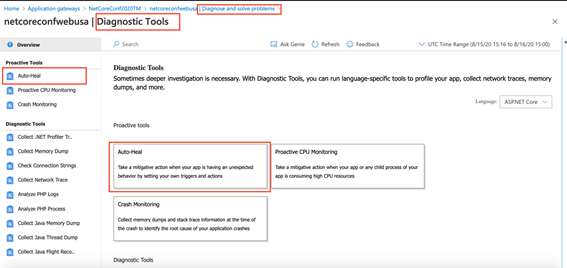 Home > Application gateways > NetCoreConf2020TM > netcoreconfwebusa | Diagnose and solve problems >
netcoreconfwebusa | Diagnostic Tools
Overview
Proactive Tools
Auto-Heal
Proactive CPU Monitoring
Crash Monitoring
Diagnostic Tools
Collect .NET Profiler Tr..
Collect Memory Dump
Check Connection Strings
Collect Network Trace
Analyze PHP Logs
Analyze PHP Process
Collect Java Memory Dump
Collect Java Thread Dump
Collect Java Flight Reco..
Search
Ask Genie
Refresh
Feedback
UTC Time Range (8/15/20 15:16 to 8/16/20 15:00)
Diagnostic Tools
Sometimes deeper investigation is necessary. With Diagnostic Tools, you can run language-specific tools to profile your app, collect network traces, memory
dumps, and more.
Language: ASP.NET Core
Proactive tools
Auto-Heal
Take a mitigative action when your app is having an unexpected
behavior by setting your own triggers and actions
Proactive CPU Monitoring
Take a mitigative action when your app or any child process of your
app is consuming high CPU resources
Crash Monitoring
Collect memory dumps and stack trace information at the time of
the crash to identify the root cause of your application crashes
Diagnostic Tools